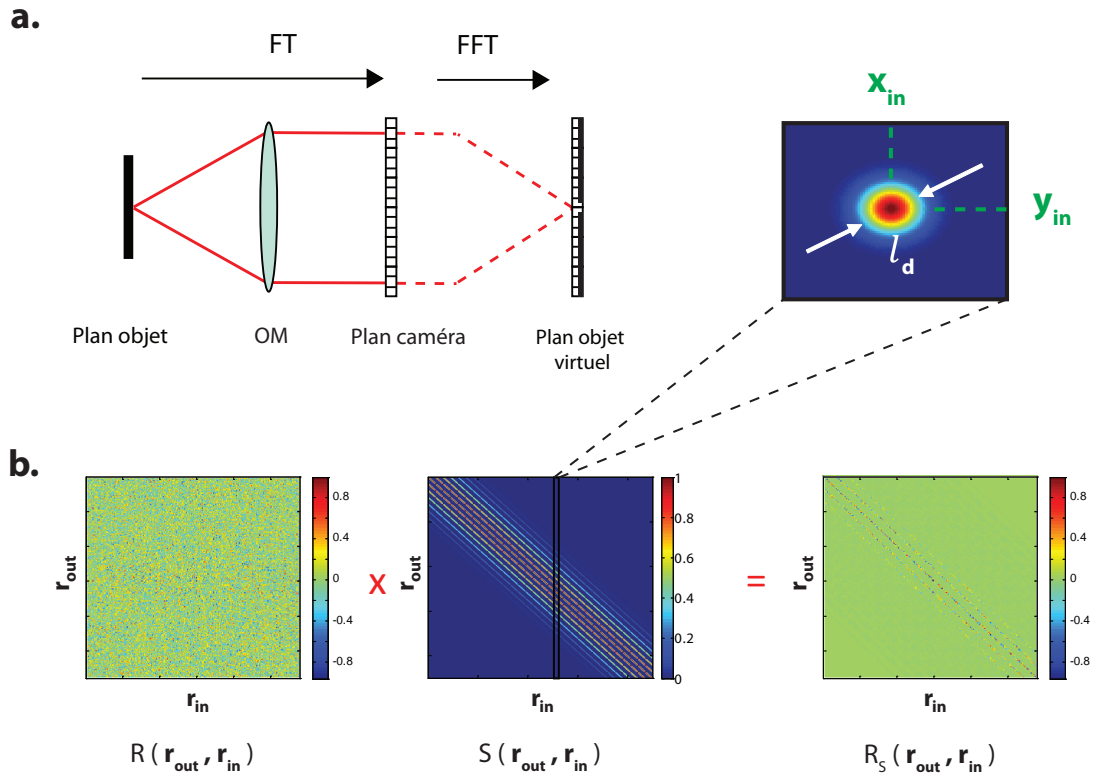 a.
FT
FFT
Plan objet
OM
Plan caméra
Plan objet
virtuel
x_in
y_in
l_d
b.
r_out
0.8
0.4
0
-0.4
-0.8
r_in
R ( r_out , r_in )
x
r_out
1
0.8
0.6
0.4
0.2
0
r_in
S ( r_out , r_in )
=
r_out
0.8
0.4
0
-0.4
-0.8
r_in
R_S ( r_out , r_in )